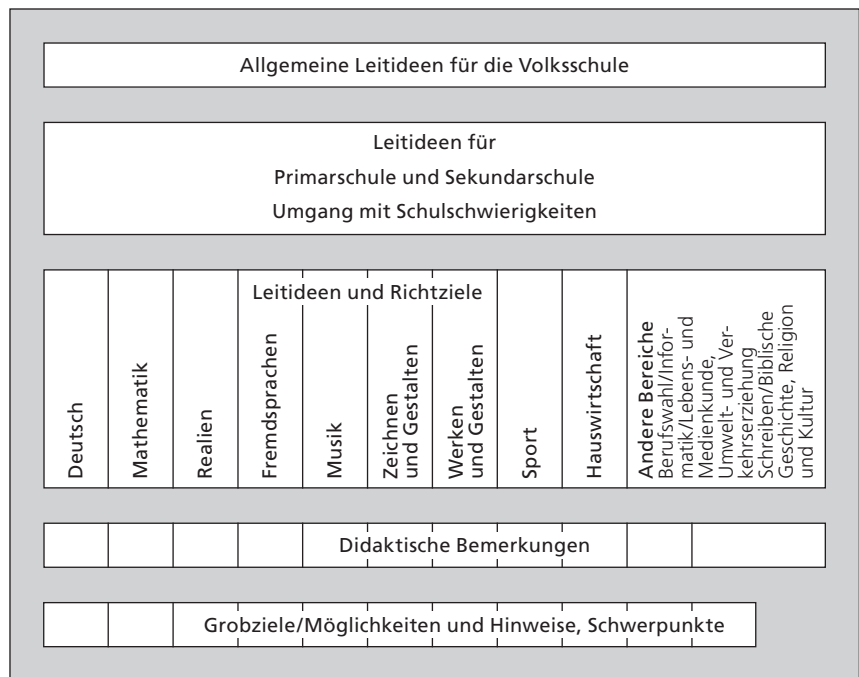 Allgemeine Leitideen für die Volksschule
Leitideen für
Primarschule und Sekundarschule
Umgang mit Schulschwierigkeiten
Leitideen und Richtziele
Deutsch
Mathematik
Realien
Fremdsprachen
Musik
Zeichnen
und Gestalten
Werken
und Gestalten
Sport
Hauswirtschaft
Andere Bereiche
Berufswahl/Infor-
matik/Lebens- und
Medienkunde,
Umwelt- und Ver-
kehrserziehung
Schreiben/Biblische
Geschichte, Religion
und Kultur
Didaktische Bemerkungen
Grobziele/Möglichkeiten und Hinweise, Schwerpunkte